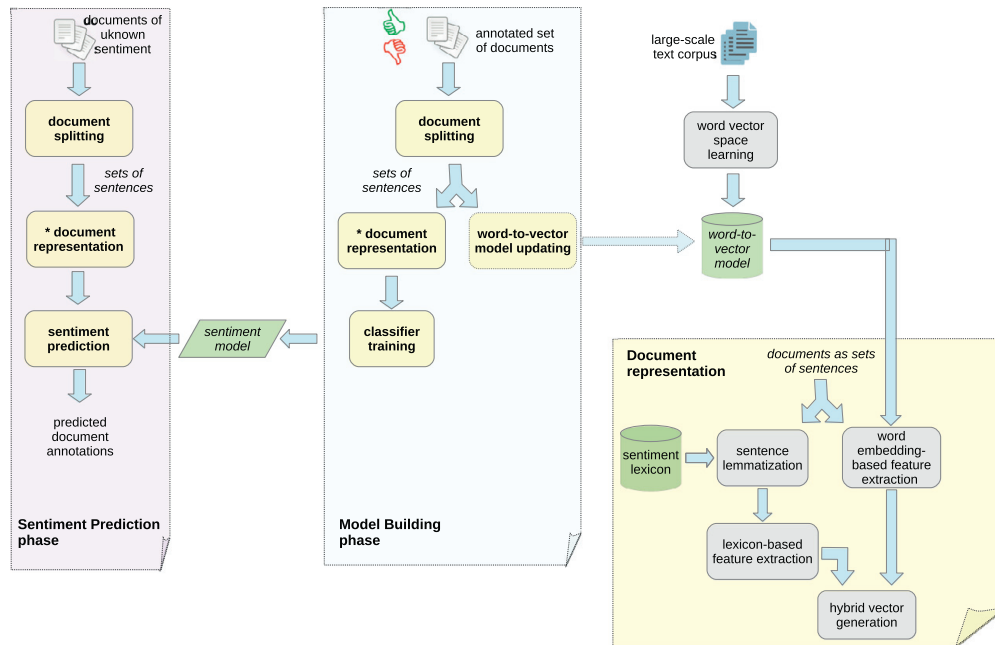 documents of
uknown
sentiment
document
splitting
sets of
sentences
* document
representation
sentiment
prediction
predicted
document
annotations
Sentiment Prediction
phase
sentiment
model
annotated set
of documents
document
splitting
sets of
sentences
* document
representation
word-to-vector
model updating
classifier
training
Model Building
phase
large-scale
text corpus
word vector
space
learning
word-to-
vector
model
Document
representation
documents as sets
of sentences
sentiment
lexicon
sentence
lemmatization
word
embedding-
based feature
extraction
lexicon-based
feature extraction
hybrid vector
generation